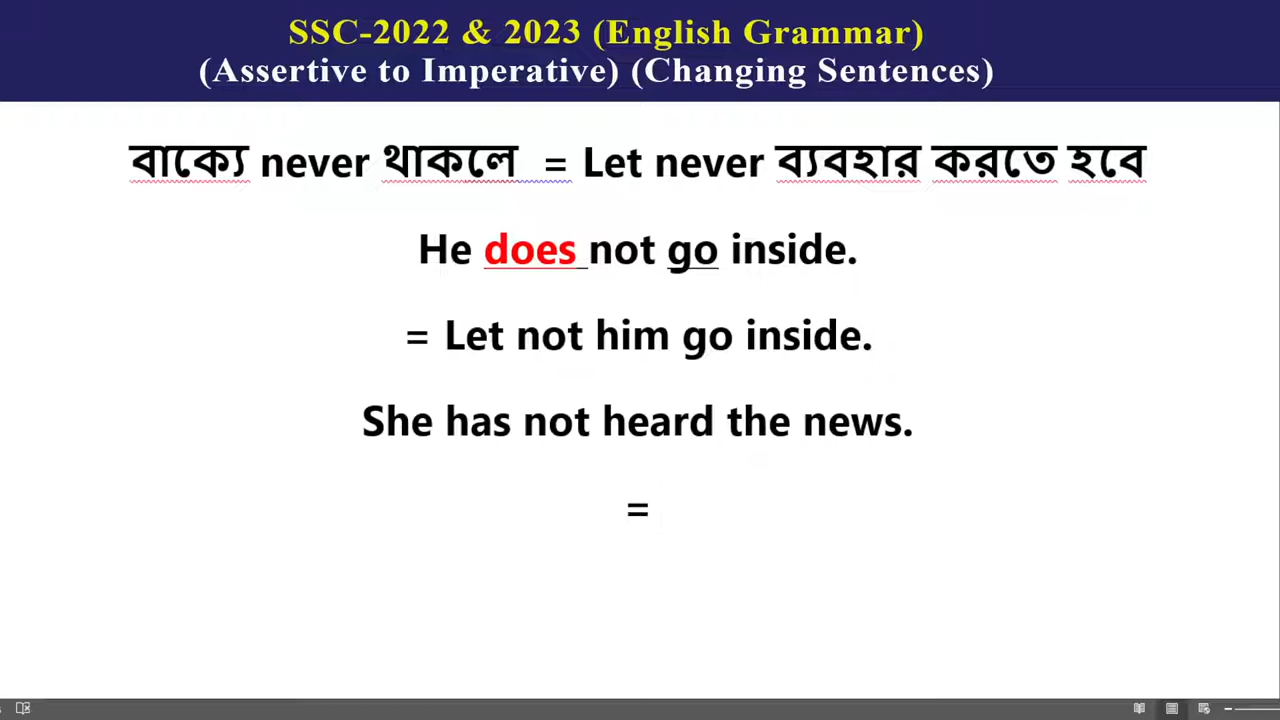 SSC-2022 & 2023 (English Grammar)
(Assertive to Imperative) (Changing Sentences)
বাক্যে never থাকলে = Let never ব্যবহার করতে হবে
He does not go inside.
= Let not him go inside.
She has not heard the news.
=